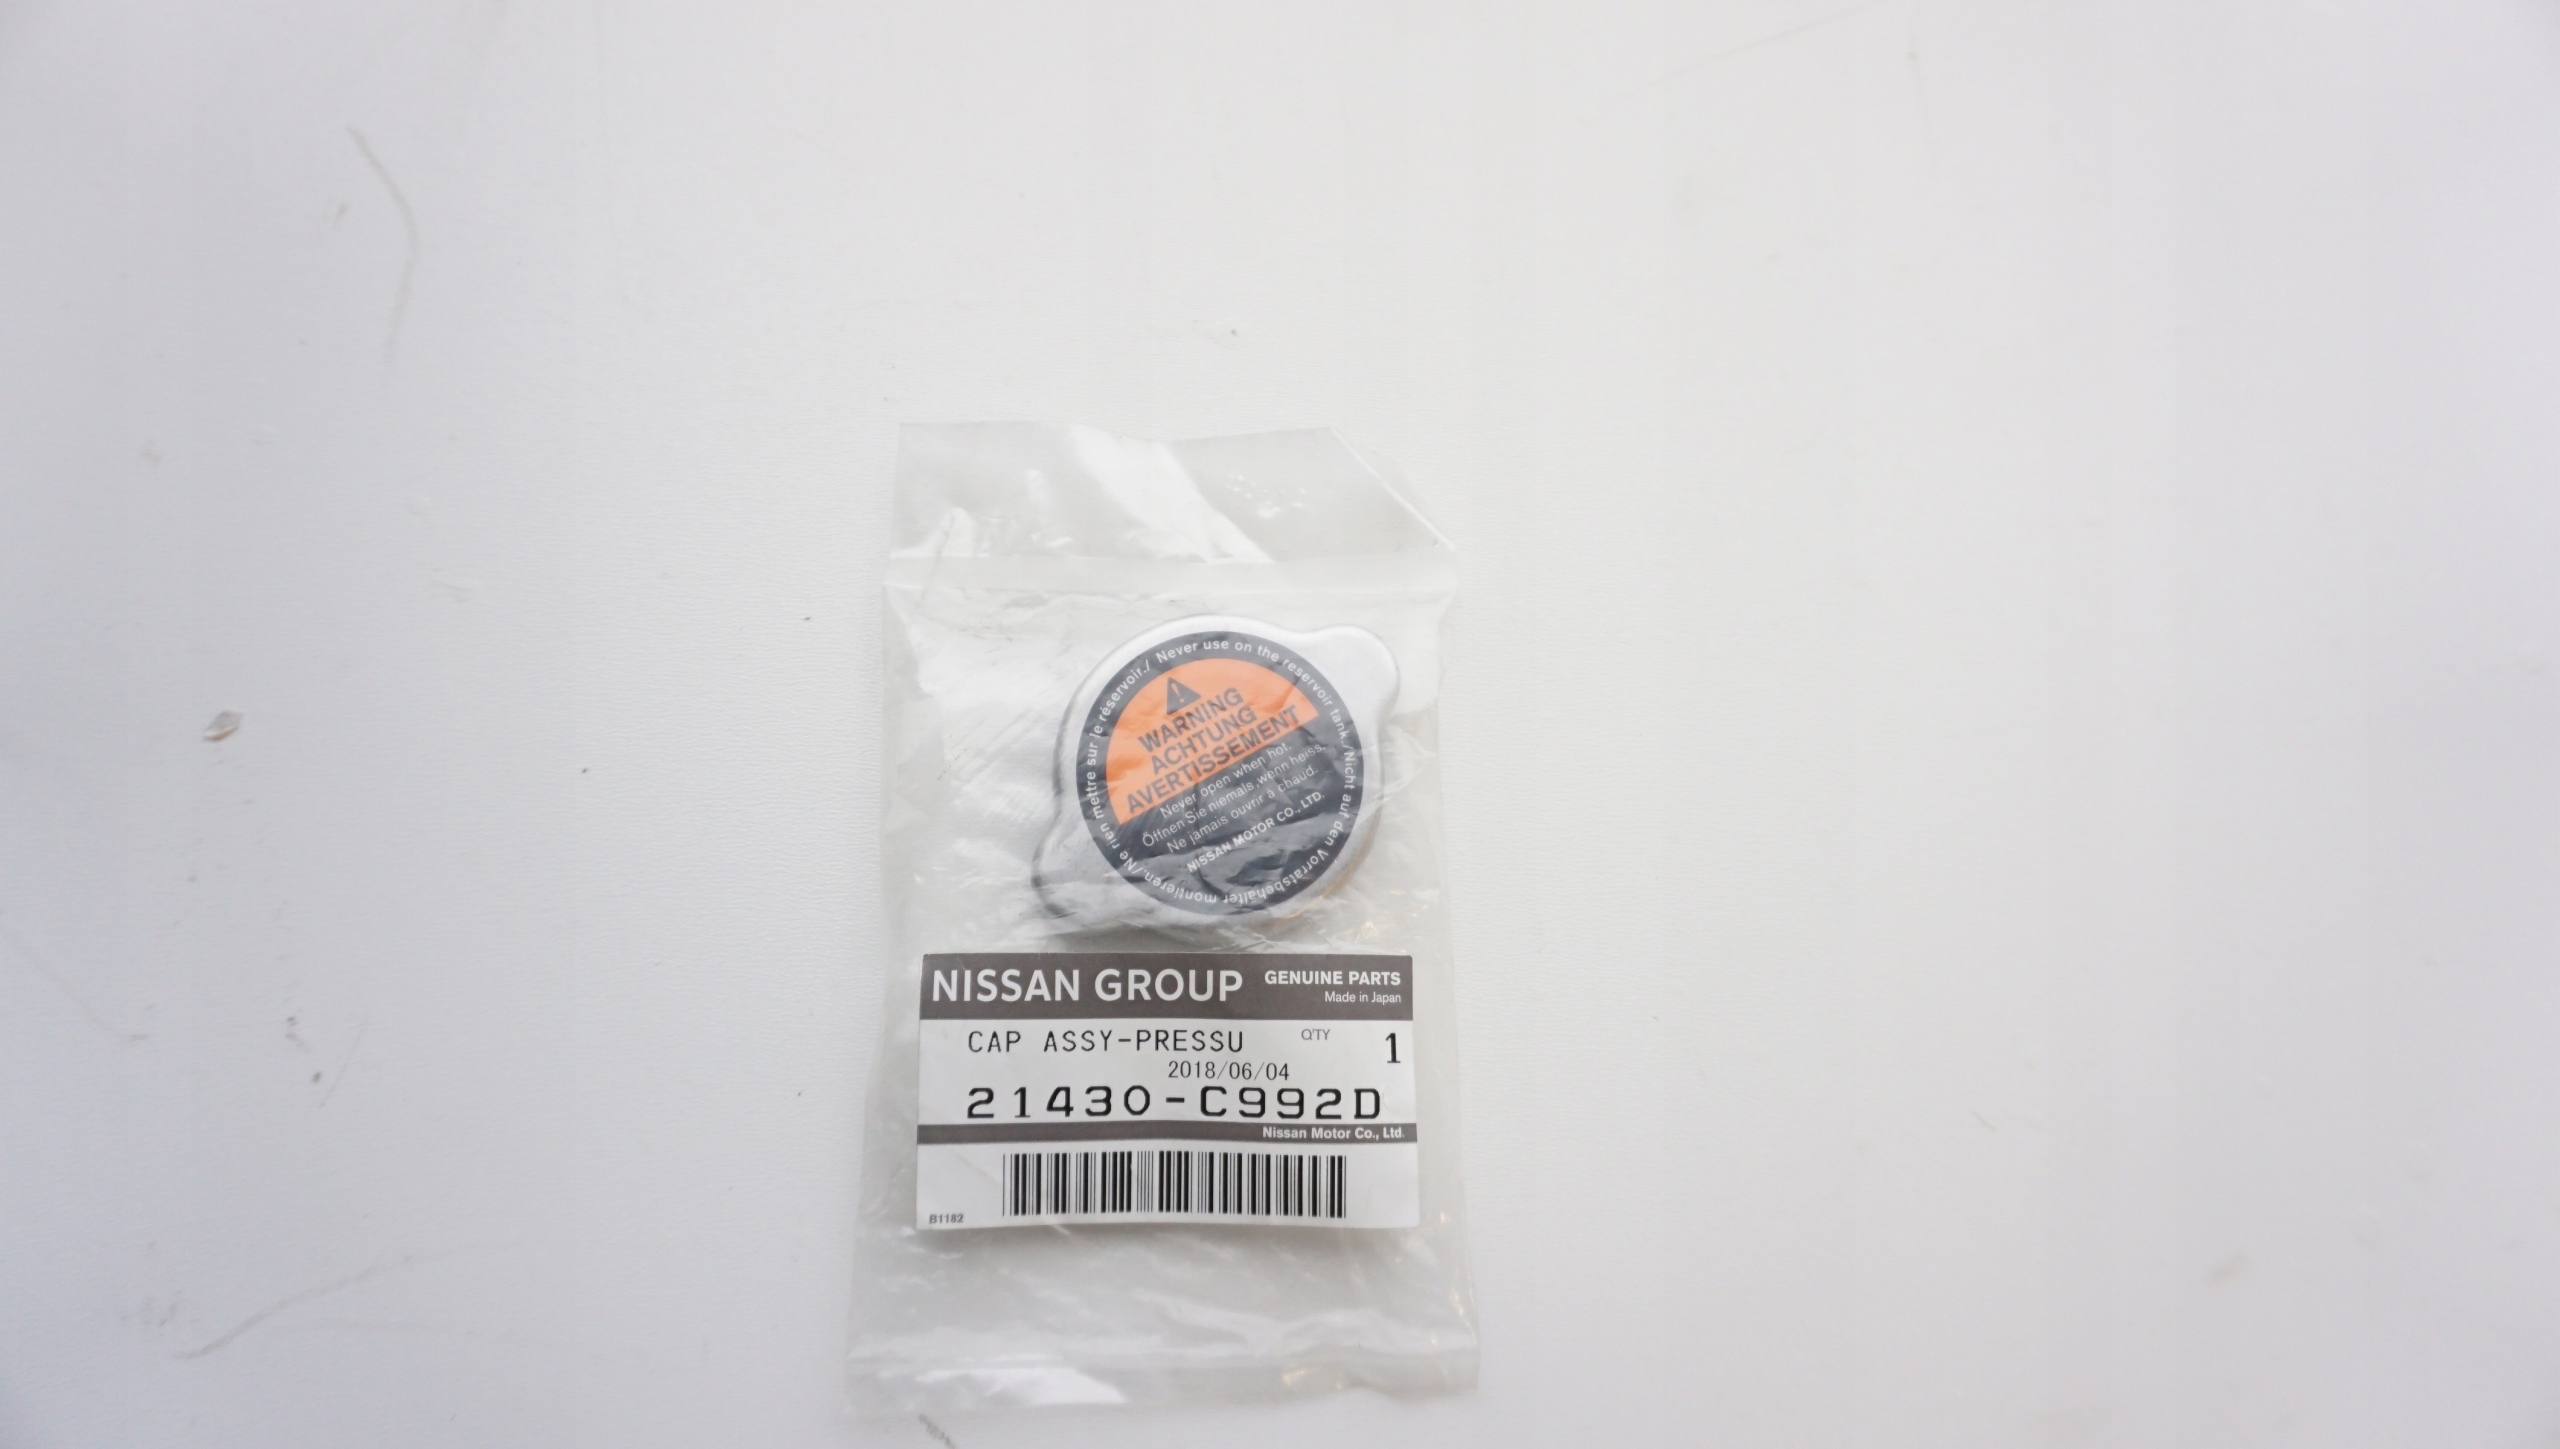 Never use on the reservoir tank./Nicht auf den Vorratsbehälter montieren./Ne rien mettre sur le réservoir./
WARNING
ACHTUNG
AVERTISSEMENT
Never open when hot.
Öffnen Sie niemals, wenn heiss.
Ne jamais ouvrir à chaud.
NISSAN MOTOR CO., LTD.
NISSAN GROUP GENUINE PARTS
Made in Japan
CAP ASSY-PRESSU Q'TY 1
2018/06/04
21430-C992D
Nissan Motor Co., Ltd.
B1182